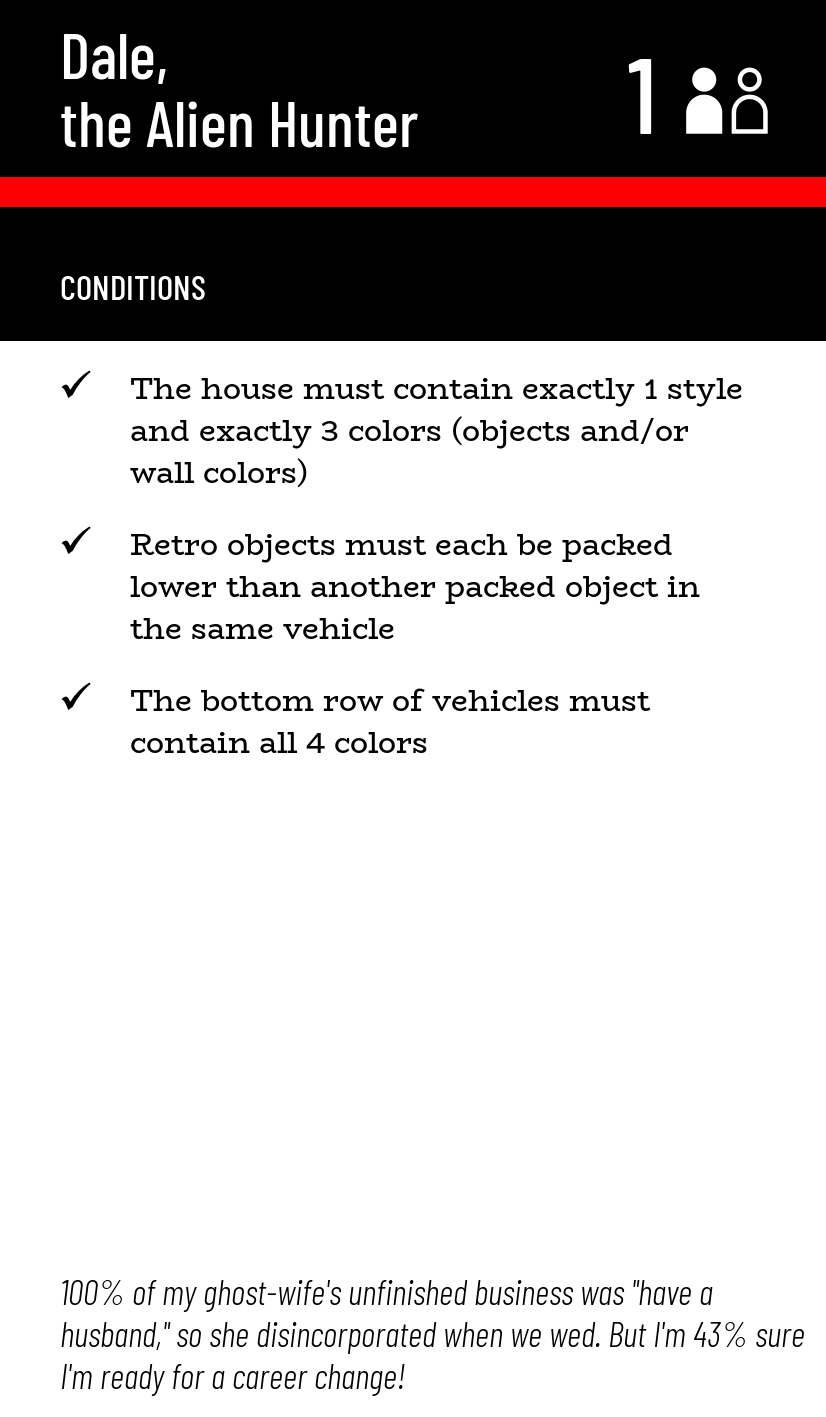 Dale,
the Alien Hunter
1
CONDITIONS
✓ The house must contain exactly 1 style
and exactly 3 colors (objects and/or
wall colors)
✓ Retro objects must each be packed
lower than another packed object in
the same vehicle
✓ The bottom row of vehicles must
contain all 4 colors
100% of my ghost-wife's unfinished business was "have a
husband," so she disincorporated when we wed. But I'm 43% sure
I'm ready for a career change!